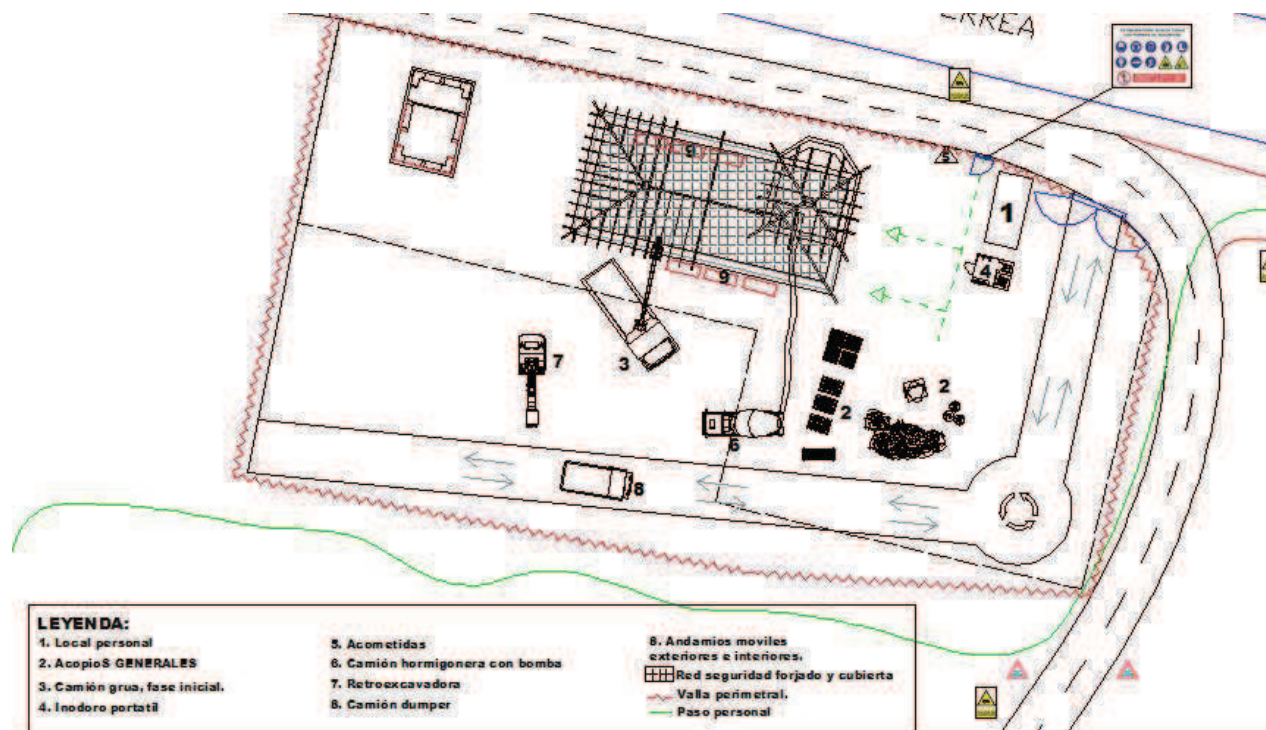 ERREA
9
5
1
4
9
7
3
2
2
6
8
LEYENDA:
1. Local personal
2. AcopioS GENERALES
3. Camión grua, fase inicial.
4. Inodoro portatil
5. Acometidas
6. Camión hormigonera con bomba
7. Retroexcavadora
8. Camión dumper
8. Andamios moviles
exteriores e interiores.
Red seguridad forjado y cubierta
Valla perimetral.
Paso personal